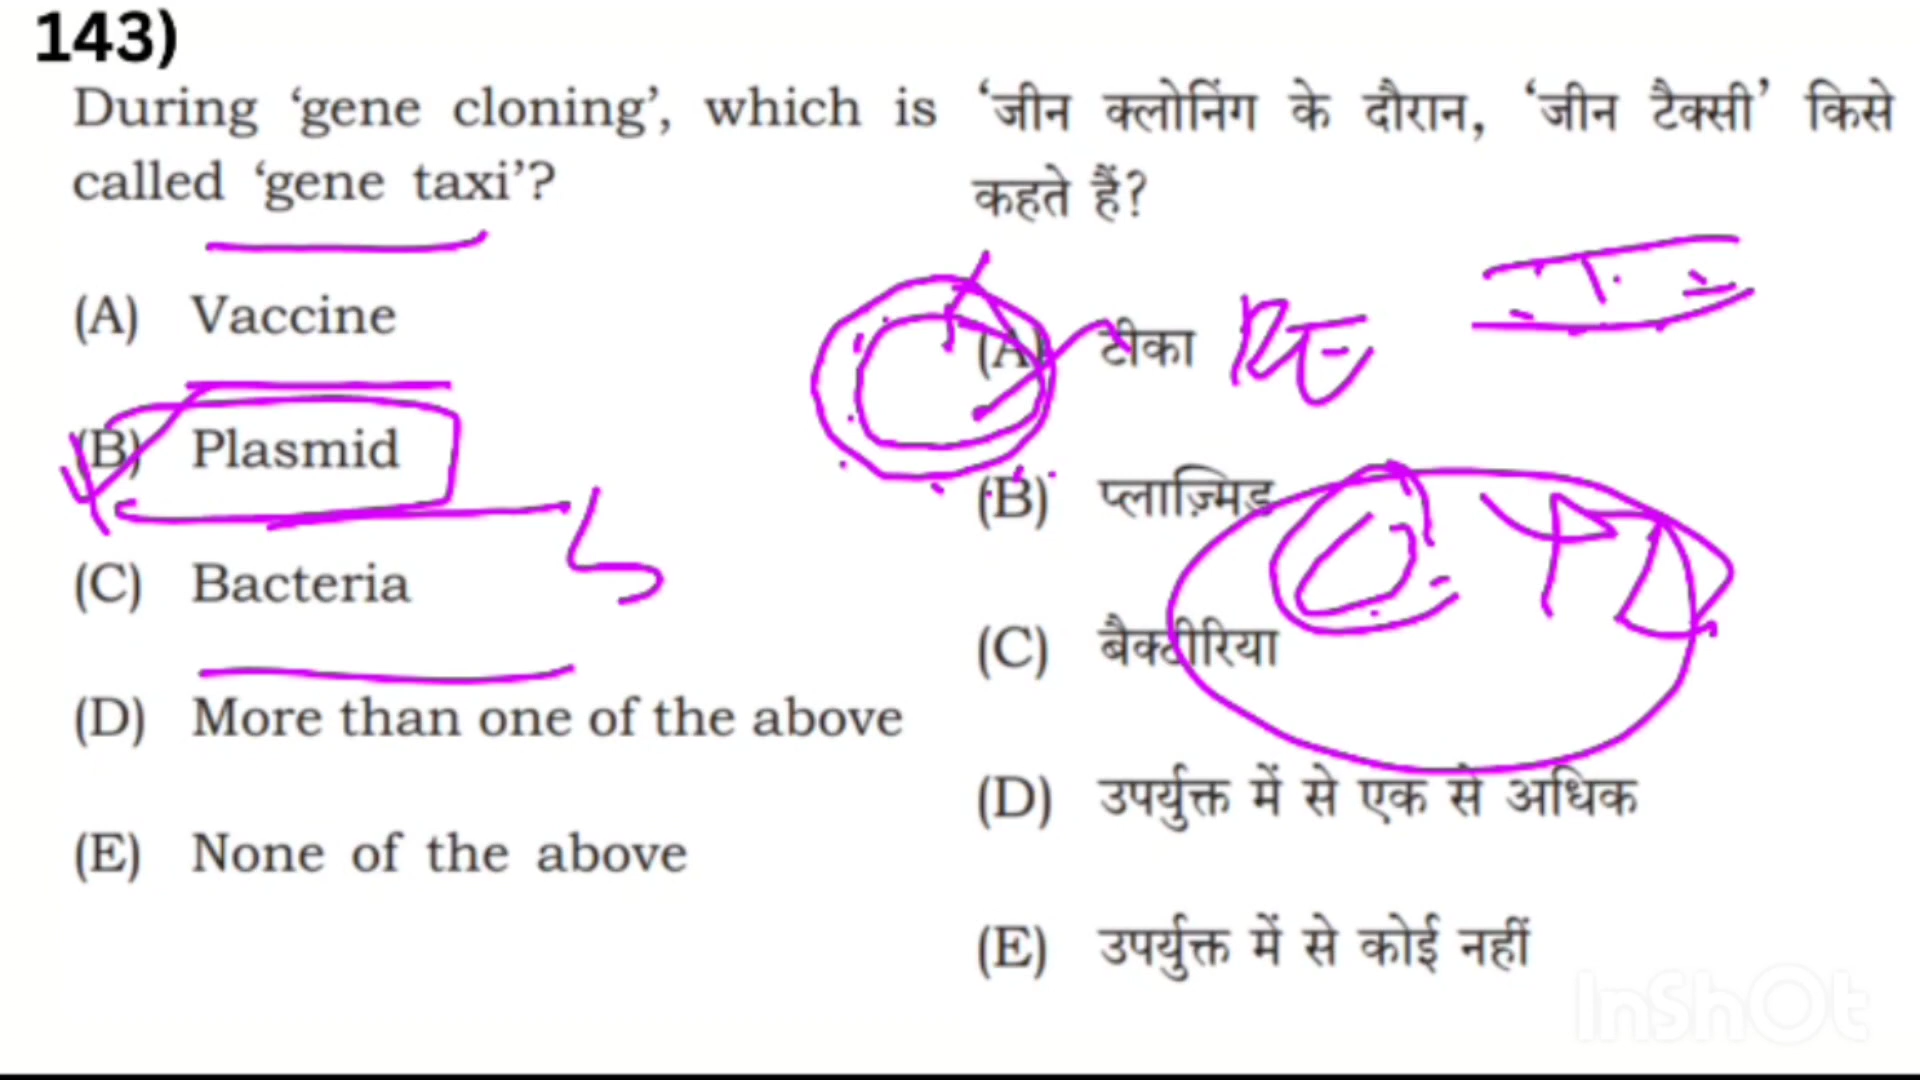 143)
During ‘gene cloning’, which is
called ‘gene taxi’?
(A) Vaccine
(B) Plasmid
(C) Bacteria
(D) More than one of the above
(E) None of the above
‘जीन क्लोनिंग के दौरान, ‘जीन टैक्सी’ किसे
कहते हैं?
(A) टीका
(B) प्लाज़्मिड
(C) बैक्टीरिया
(D) उपर्युक्त में से एक से अधिक
(E) उपर्युक्त में से कोई नहीं
InShOt